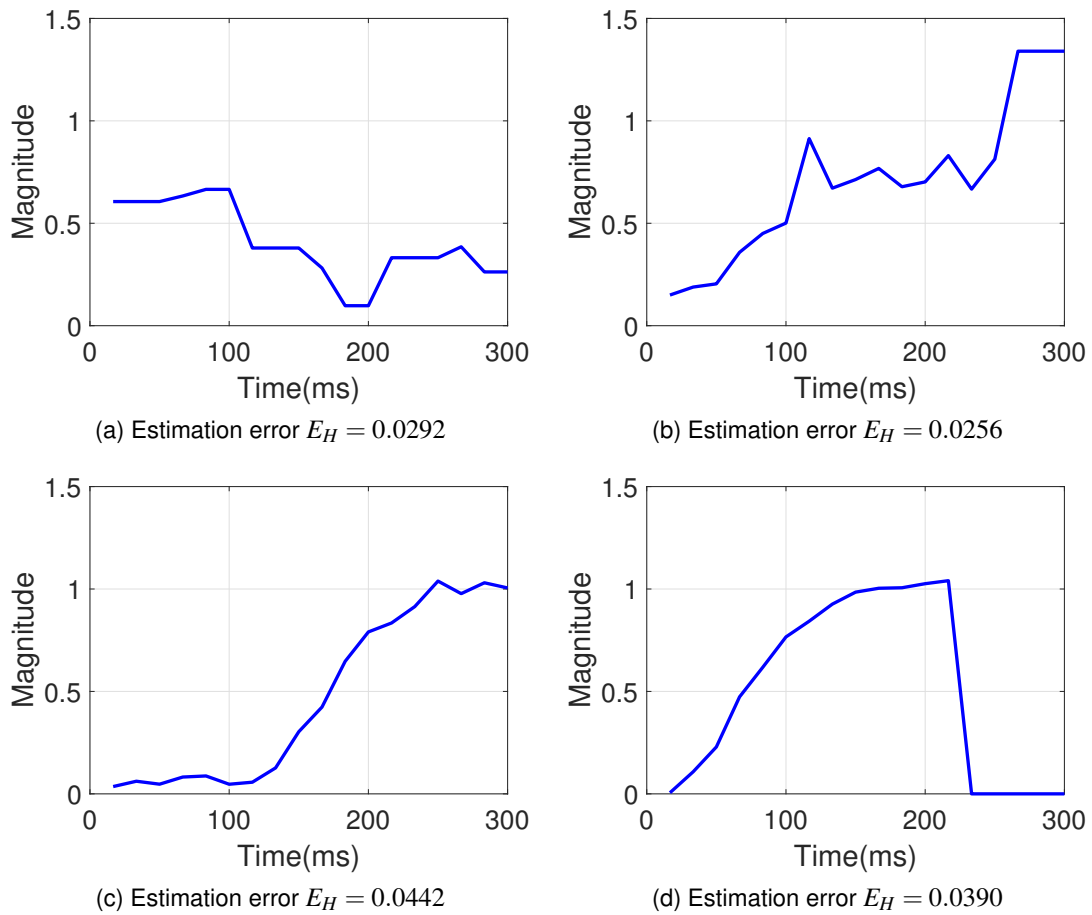 1.5
1
0.5
0
Magnitude
0 100 200 300
Time(ms)
(a) Estimation error E_H = 0.0292
1.5
1
0.5
0
Magnitude
0 100 200 300
Time(ms)
(b) Estimation error E_H = 0.0256
1.5
1
0.5
0
Magnitude
0 100 200 300
Time(ms)
(c) Estimation error E_H = 0.0442
1.5
1
0.5
0
Magnitude
0 100 200 300
Time(ms)
(d) Estimation error E_H = 0.0390